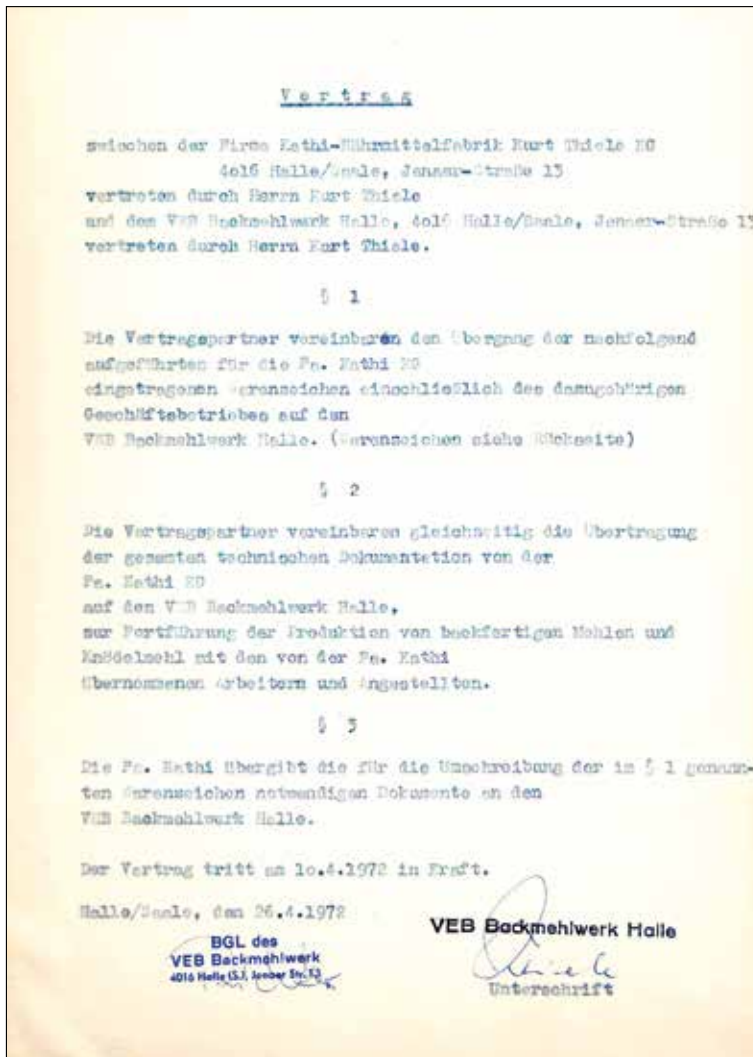 Vertrag
zwischen der Firma Kathi-Nährmittelfabrik Kurt Thiele KG
4o16 Halle/Saale, Jenner-Straße 13
vertreten durch Herrn Kurt Thiele
und dem VEB Backmehlwerk Halle, 4o16 Halle/Saale, Jenner-Straße 13
vertreten durch Herrn Kurt Thiele.
§ 1
Die Vertragspartner vereinbaren den Übergang der nachfolgend
aufgeführten für die Fa. Kathi KG
eingetragenen Warenzeichen einschließlich des dazugehörigen
Geschäftsbetriebes auf den
VEB Backmehlwerk Halle. (Warenzeichen siehe Rückseite)
§ 2
Die Vertragspartner vereinbaren gleichzeitig die Übertragung
der gesamten technischen Dokumentation von der
Fa. Kathi KG
auf den VEB Backmehlwerk Halle,
zur Fortführung der Produktion von backfertigen Mehlen und
Knödelmehl mit den von der Fa. Kathi
übernommenen Arbeitern und Angestellten.
§ 3
Die Fa. Kathi übergibt die für die Umschreibung der im § 1 genann-
ten Warenzeichen notwendigen Dokumente an den
VEB Backmehlwerk Halle.
Der Vertrag tritt am 1o.4.1972 in Kraft.
Halle/Saale, den 26.4.1972
VEB Backmehlwerk Halle
BGL des
VEB Backmehlwerk
4016 Halle (S.), Jenner Str. 13
Thiele
Unterschrift